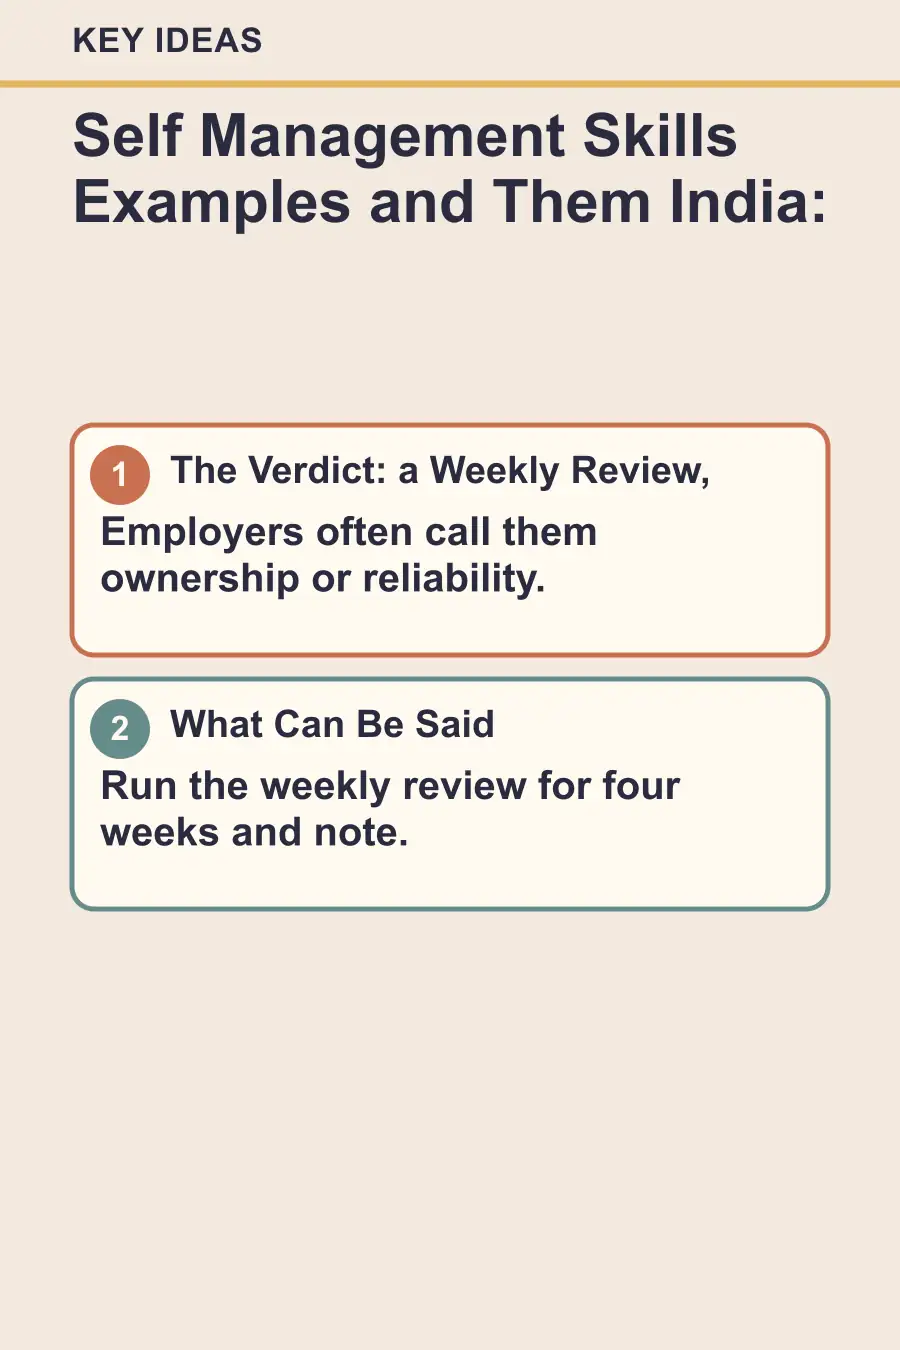 KEY IDEAS
Self Management Skills
Examples and Them India:
1
The Verdict: a Weekly Review,
Employers often call them
ownership or reliability.
2
What Can Be Said
Run the weekly review for four
weeks and note.